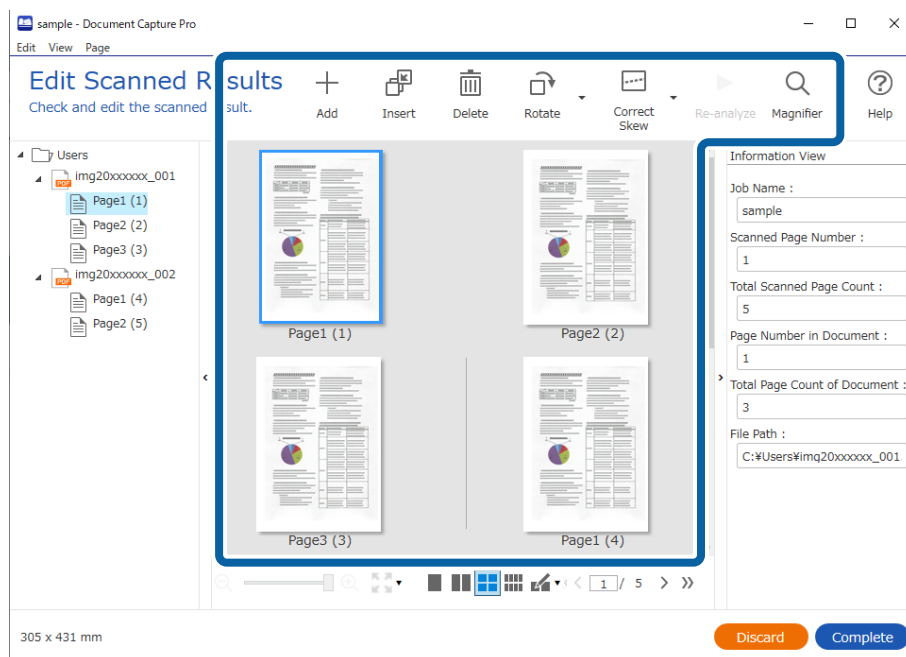 sample - Document Capture Pro
Edit View Page
Edit Scanned Results
Check and edit the scanned result.
Add
Insert
Delete
Rotate
Correct
Skew
Re-analyze
Magnifier
Help
Users
PDF
img20xxxxxx_001
Page1 (1)
Page2 (2)
Page3 (3)
PDF
img20xxxxxx_002
Page1 (4)
Page2 (5)
Page1 (1)
Page2 (2)
Page3 (3)
Page1 (4)
Information View
Job Name :
sample
Scanned Page Number :
1
Total Scanned Page Count :
5
Page Number in Document :
1
Total Page Count of Document :
3
File Path :
C:¥Users¥img20xxxxxx_001
1 / 5
305 x 431 mm
Discard
Complete